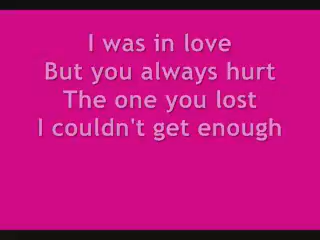 I was in love
But you always hurt
The one you lost
I couldn't get enough